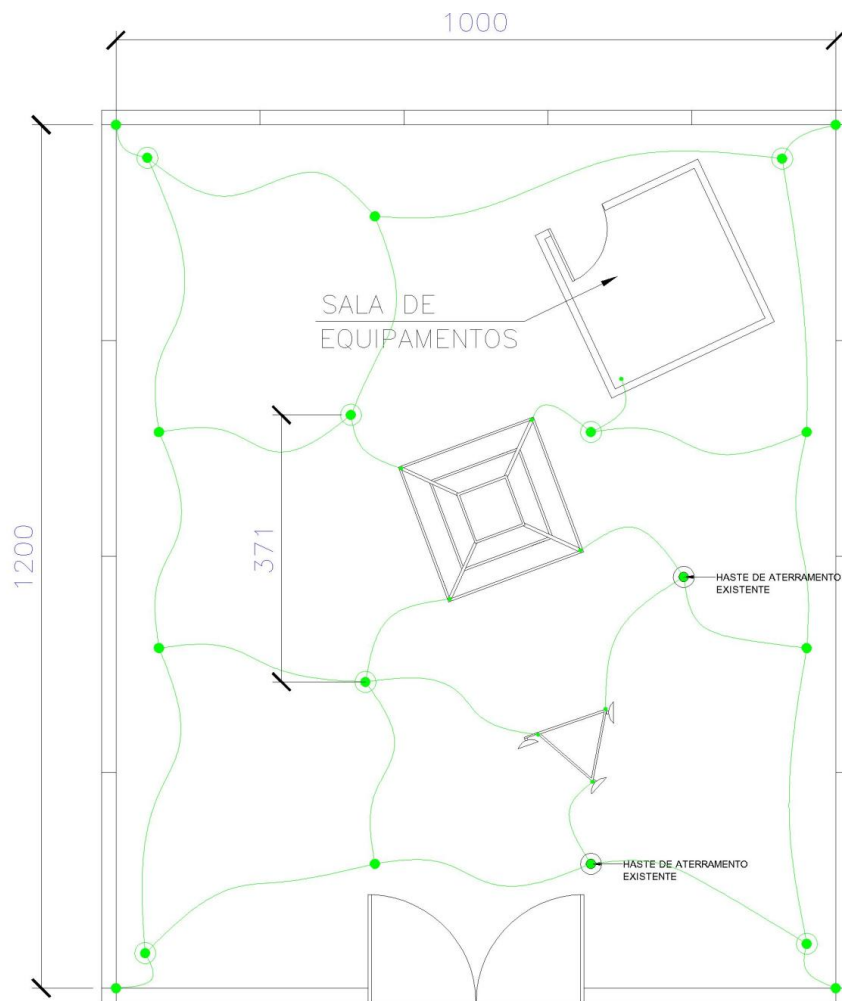 1000
SALA DE
EQUIPAMENTOS
371
1200
HASTE DE ATERRAMENTO
EXISTENTE
HASTE DE ATERRAMENTO
EXISTENTE